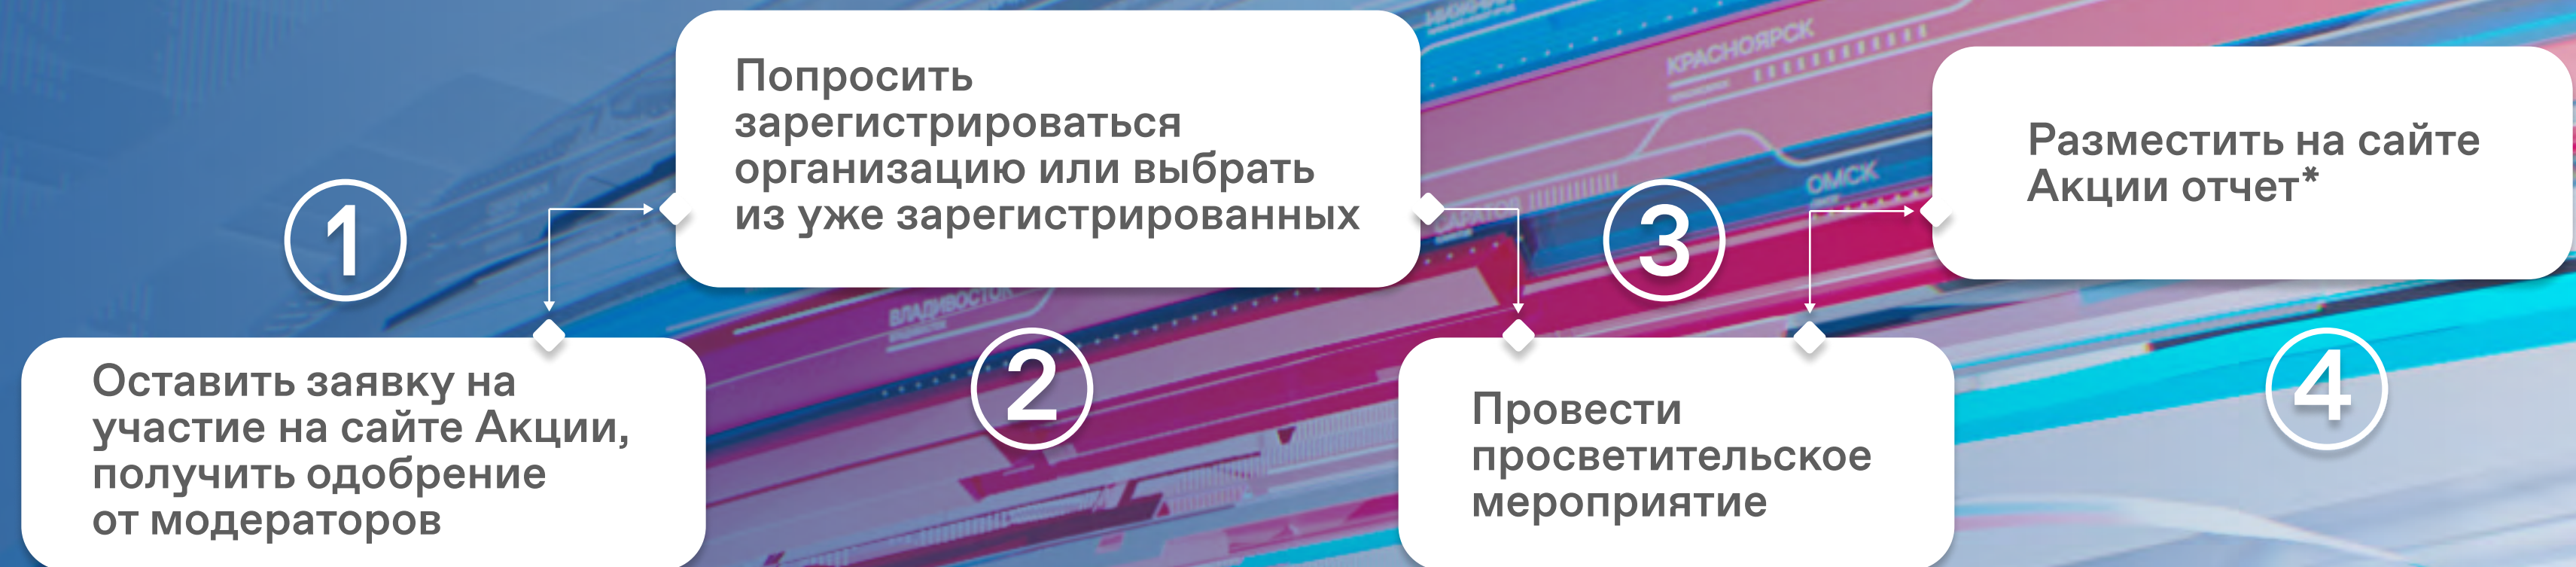 1
Оставить заявку на
участие на сайте Акции,
получить одобрение
от модераторов
Попросить
зарегистрироваться
организацию или выбрать
из уже зарегистрированных
2
3
Провести
просветительское
мероприятие
Разместить на сайте
Акции отчет*
4
КРАСНОЯРСК
ОМСК
САРАТОВ
ВЛАДИВОСТОК